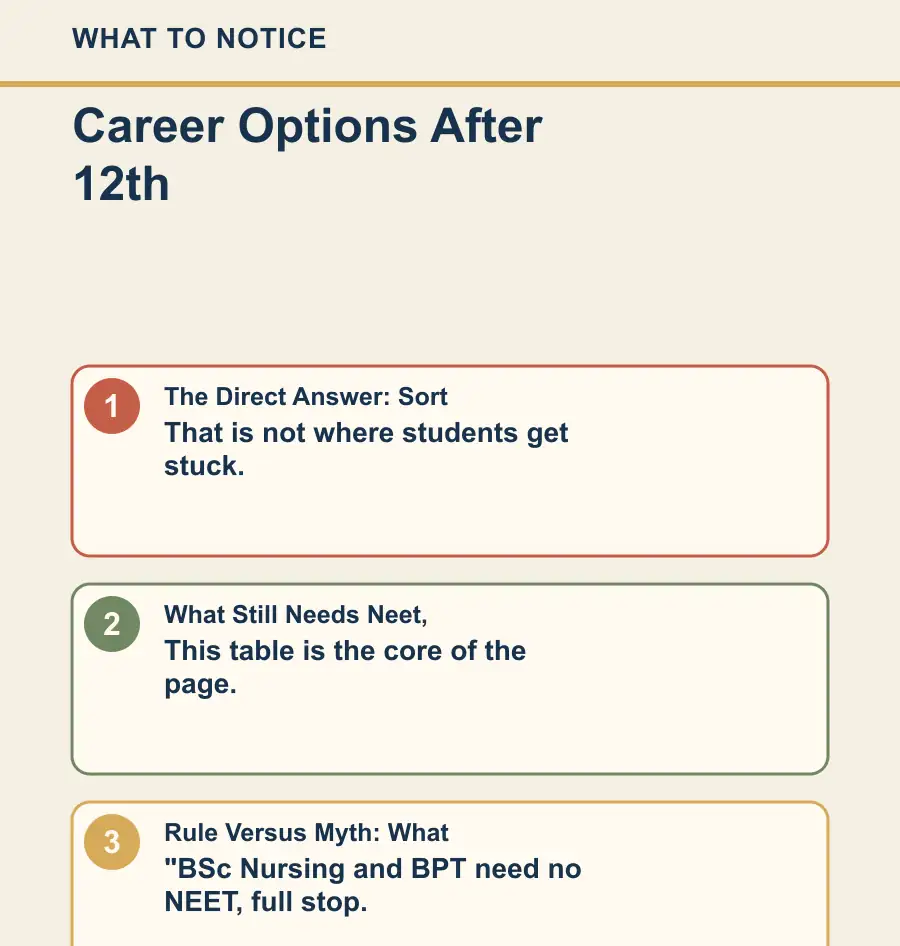 WHAT TO NOTICE
Career Options After
12th
1
The Direct Answer: Sort
That is not where students get
stuck.
2
What Still Needs Neet,
This table is the core of the
page.
3
Rule Versus Myth: What
"BSc Nursing and BPT need no
NEET, full stop.